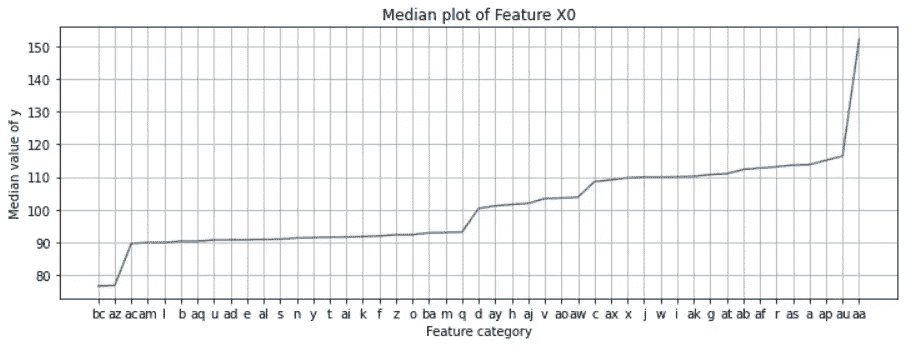 Median plot of Feature X0
150
140
130
120
110
100
90
80
Median value of y
bc az ac am l b aq u ad e al s n y t ai k f z o ba m q d ay h aj v ao aw c ax x j w i ak g at ab af r as a ap au aa
Feature category